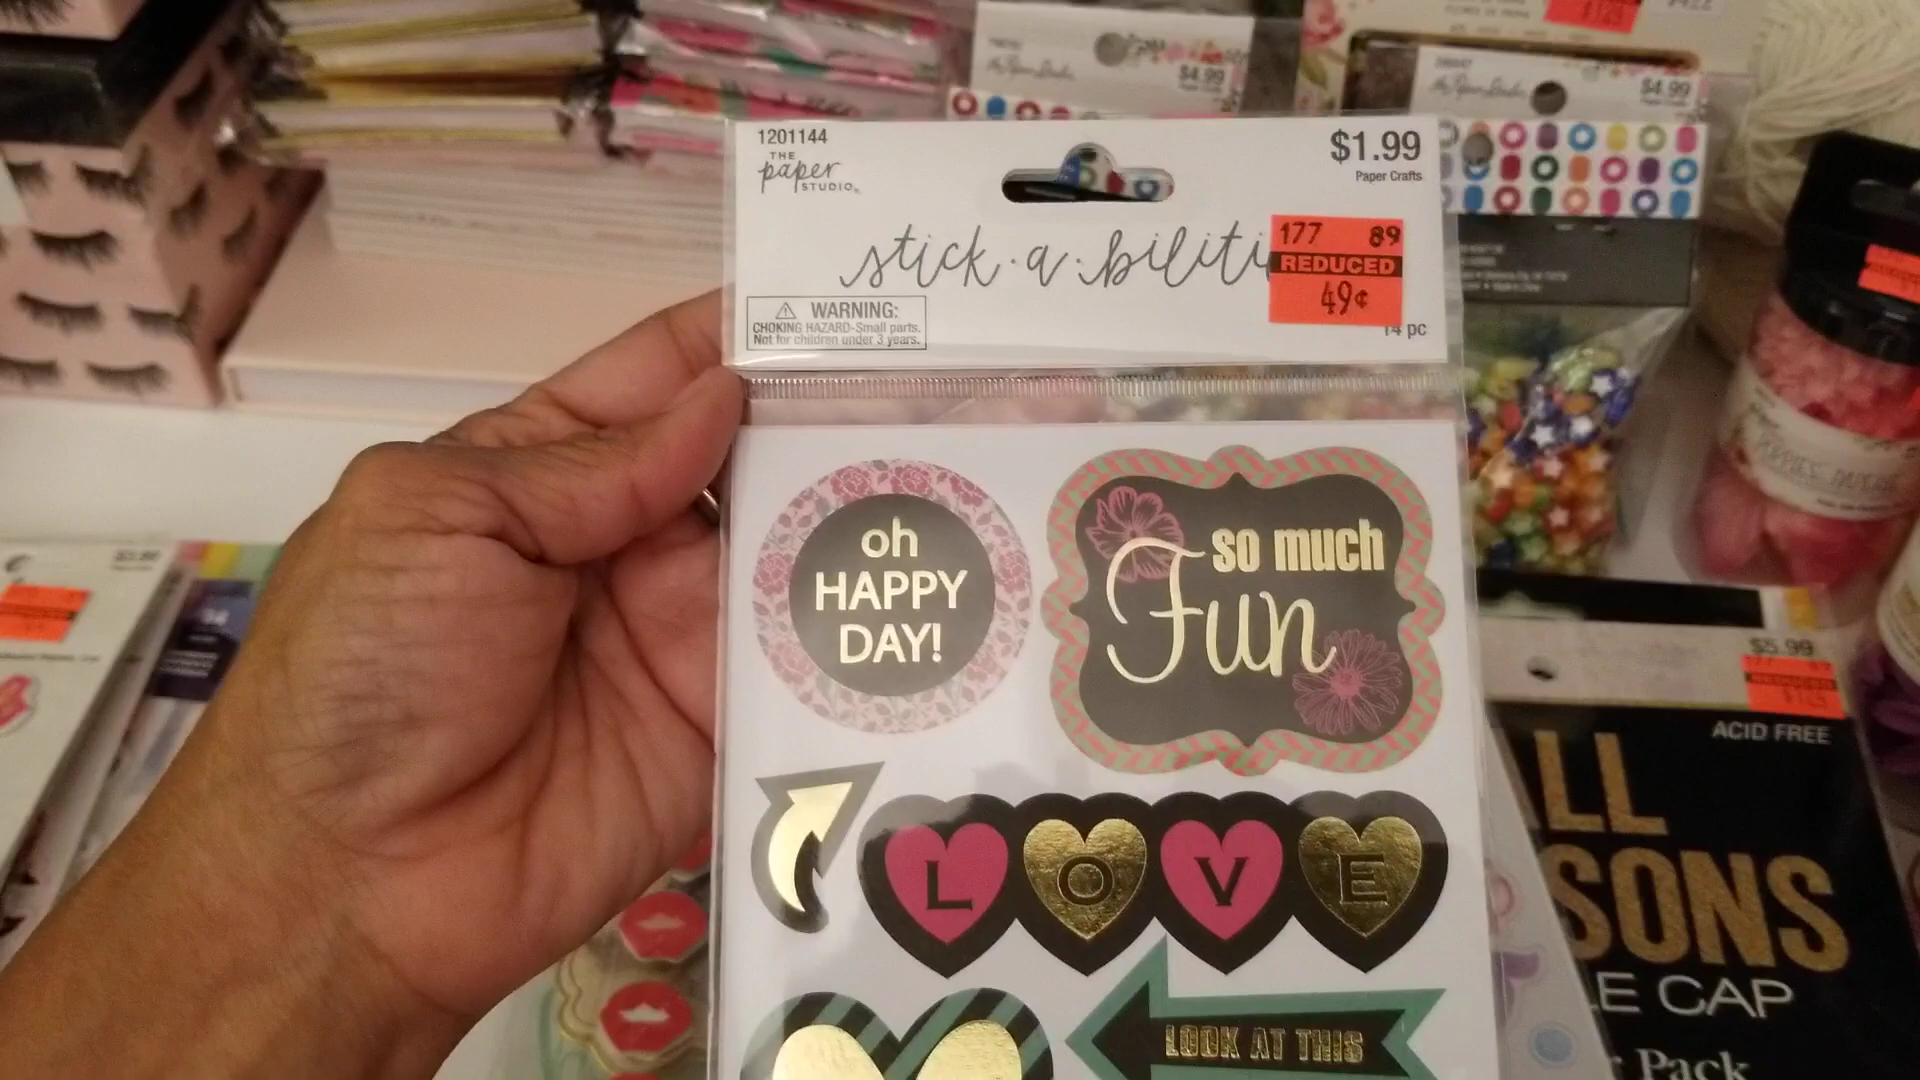 1201144
THE
paper
STUDIO
$1.99
Paper Crafts
stick·a·biliti
177 89
REDUCED
49¢
WARNING:
CHOKING HAZARD-Small parts.
Not for children under 3 years.
14 pc
oh
HAPPY
DAY!
so much
Fun
L O V E
LOOK AT THIS
$4.99
$4.99
$5.99
ACID FREE
LL
SONS
LE CAP
r Pack